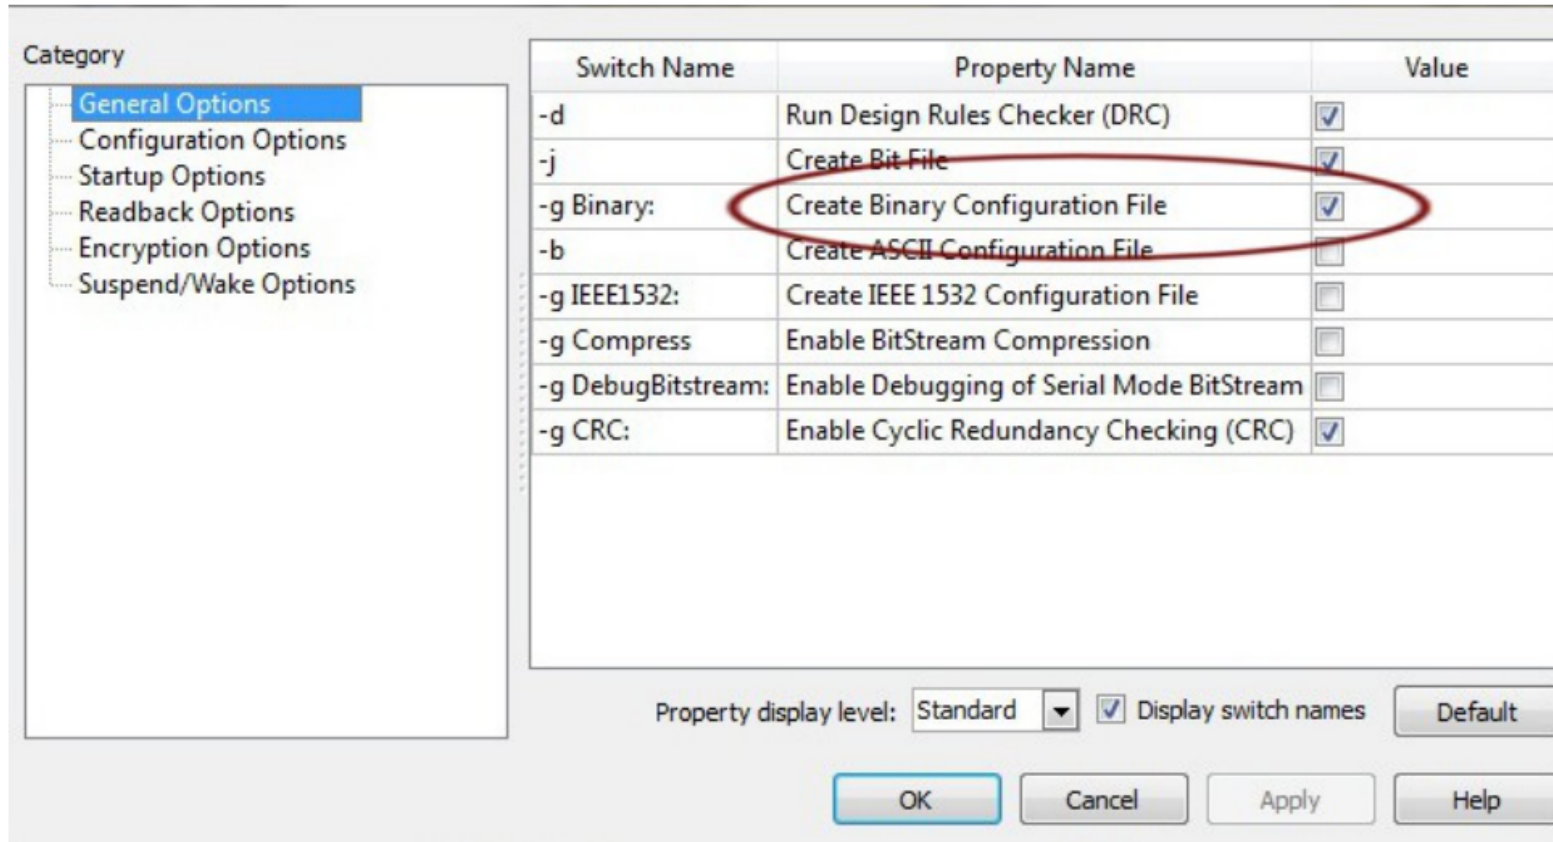 Category
General Options
Configuration Options
Startup Options
Readback Options
Encryption Options
Suspend/Wake Options
Switch Name Property Name Value
-d Run Design Rules Checker (DRC)
-j Create Bit File
-g Binary: Create Binary Configuration File
-b Create ASCII Configuration File
-g IEEE1532: Create IEEE 1532 Configuration File
-g Compress Enable BitStream Compression
-g DebugBitstream: Enable Debugging of Serial Mode BitStream
-g CRC: Enable Cyclic Redundancy Checking (CRC)
Property display level: Standard Display switch names Default
OK Cancel Apply Help